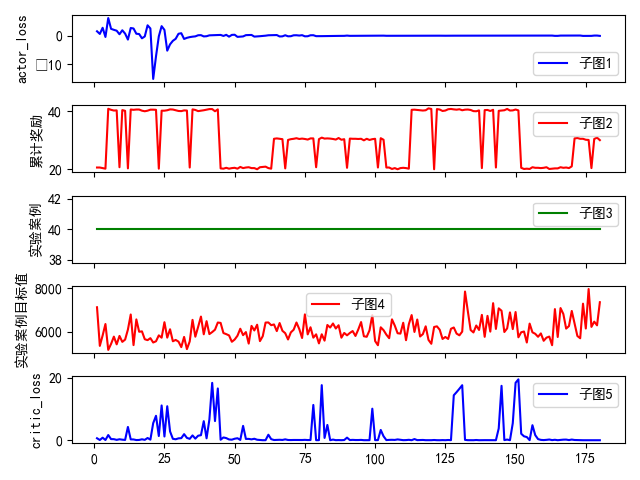 actor_loss
0
□10
子图1
累计奖励
40
20
子图2
实验案例
42
40
38
子图3
实验案例目标值
8000
6000
子图4
critic_loss
20
0
子图5
0 25 50 75 100 125 150 175